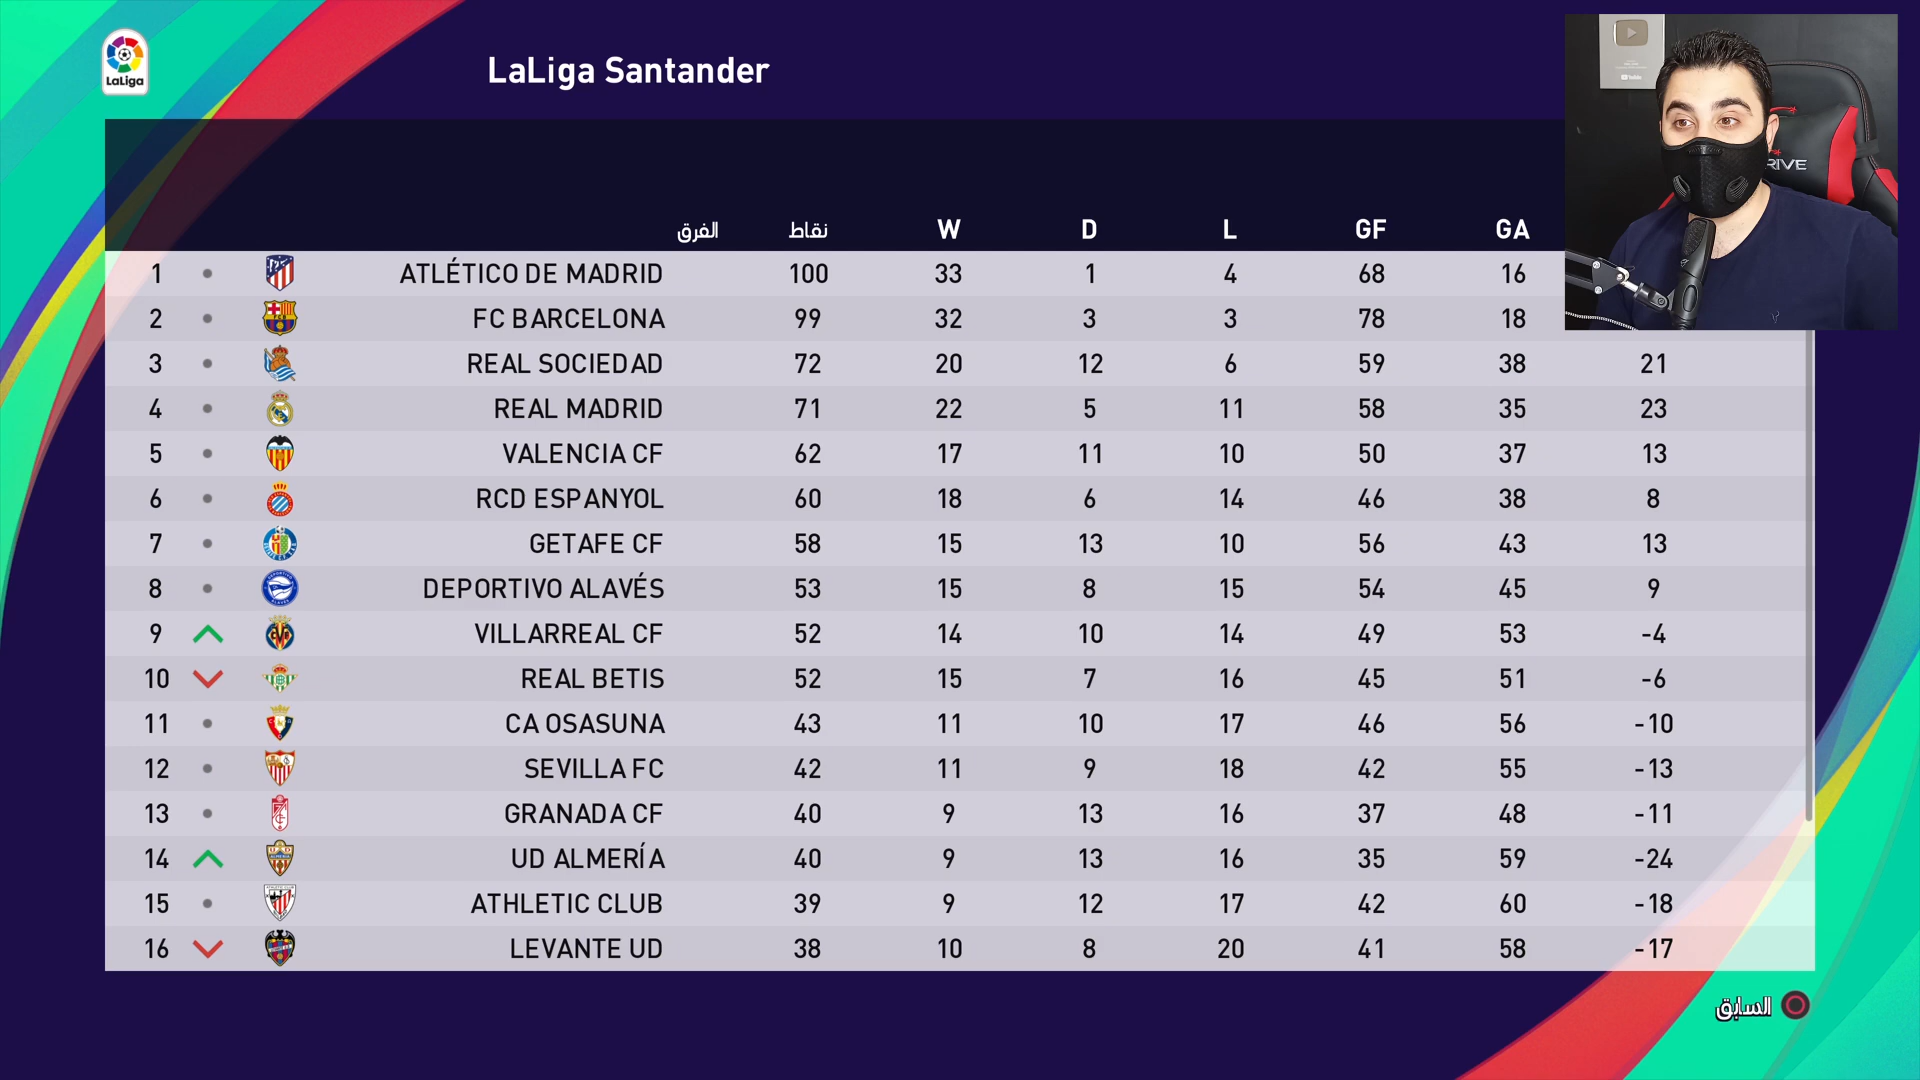 LaLiga
LaLiga Santander
YouTube
RIVE
الفرق نقاط W D L GF GA
1 ATLÉTICO DE MADRID 100 33 1 4 68 16
2 FC BARCELONA 99 32 3 3 78 18
3 REAL SOCIEDAD 72 20 12 6 59 38 21
4 REAL MADRID 71 22 5 11 58 35 23
5 VALENCIA CF 62 17 11 10 50 37 13
6 RCD ESPANYOL 60 18 6 14 46 38 8
7 GETAFE CF 58 15 13 10 56 43 13
8 DEPORTIVO ALAVÉS 53 15 8 15 54 45 9
9 VILLARREAL CF 52 14 10 14 49 53 -4
10 REAL BETIS 52 15 7 16 45 51 -6
11 CA OSASUNA 43 11 10 17 46 56 -10
12 SEVILLA FC 42 11 9 18 42 55 -13
13 GRANADA CF 40 9 13 16 37 48 -11
14 UD ALMERÍA 40 9 13 16 35 59 -24
15 ATHLETIC CLUB 39 9 12 17 42 60 -18
16 LEVANTE UD 38 10 8 20 41 58 -17
السابق